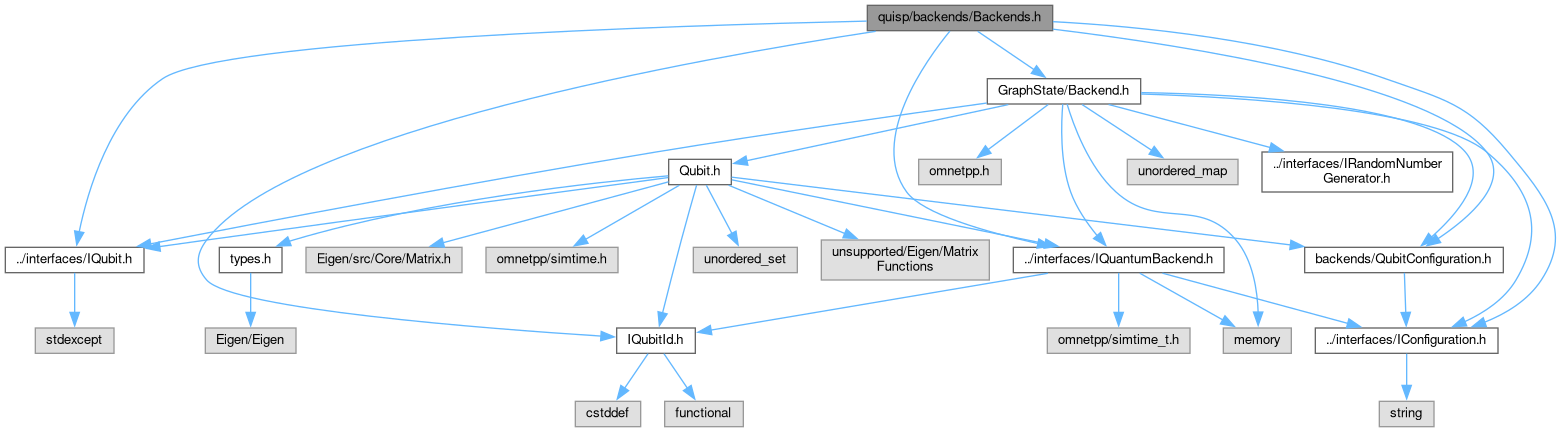 quisp/backends/Backends.h
GraphState/Backend.h
Qubit.h
omnetpp.h
unordered_map
../interfaces/IRandomNumber
Generator.h
../interfaces/IQubit.h
types.h
Eigen/src/Core/Matrix.h
omnetpp/simtime.h
unordered_set
unsupported/Eigen/Matrix
Functions
../interfaces/IQuantumBackend.h
backends/QubitConfiguration.h
stdexcept
Eigen/Eigen
IQubitId.h
omnetpp/simtime_t.h
memory
../interfaces/IConfiguration.h
cstddef
functional
string